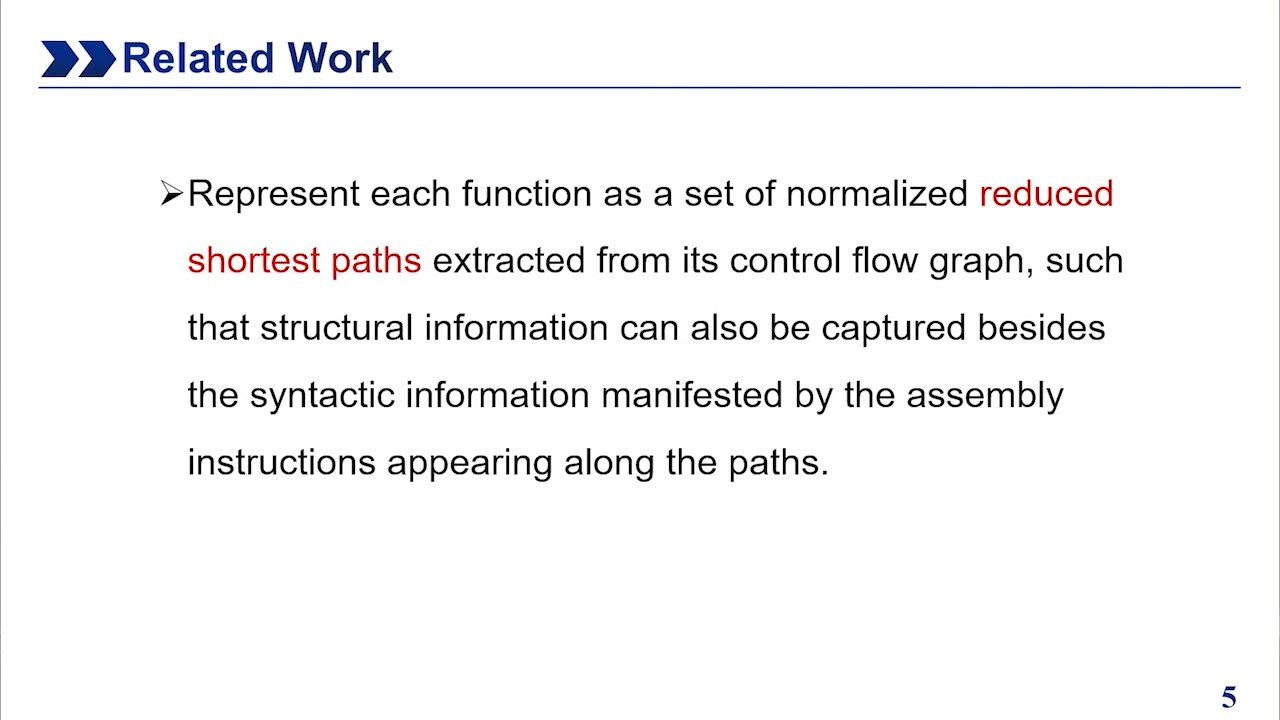 Related Work
➢Represent each function as a set of normalized reduced
shortest paths extracted from its control flow graph, such
that structural information can also be captured besides
the syntactic information manifested by the assembly
instructions appearing along the paths.
5